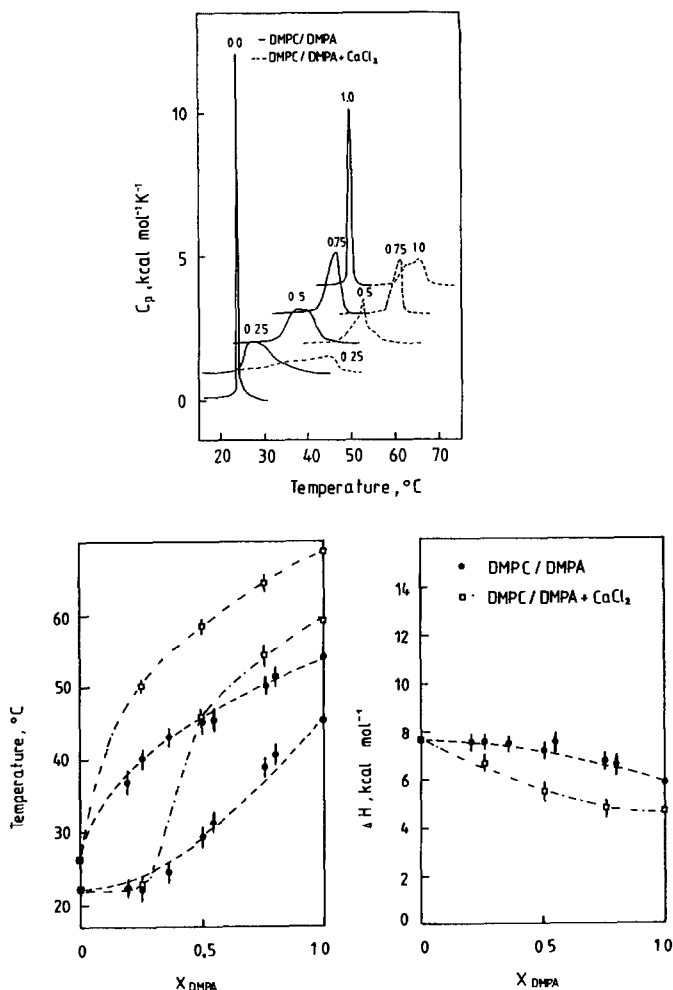 — DMPC/DMPA
--- DMPC/DMPA + CaCl₂
0.0
1.0
0.75
0.75 1.0
0 5
0.5
0 25
0.25
10
5
0
Cp, kcal mol⁻¹K⁻¹
20 30 40 50 60 70
Temperature, °C
60
50
40
30
20
Temperature, °C
0 0.5 1 0
X DMPA
• DMPC / DMPA
DMPC / DMPA + CaCl₂
14
12
10
8
6
4
2
0
Δ H, kcal mol⁻¹
0 0 5 1 0
X DMPA